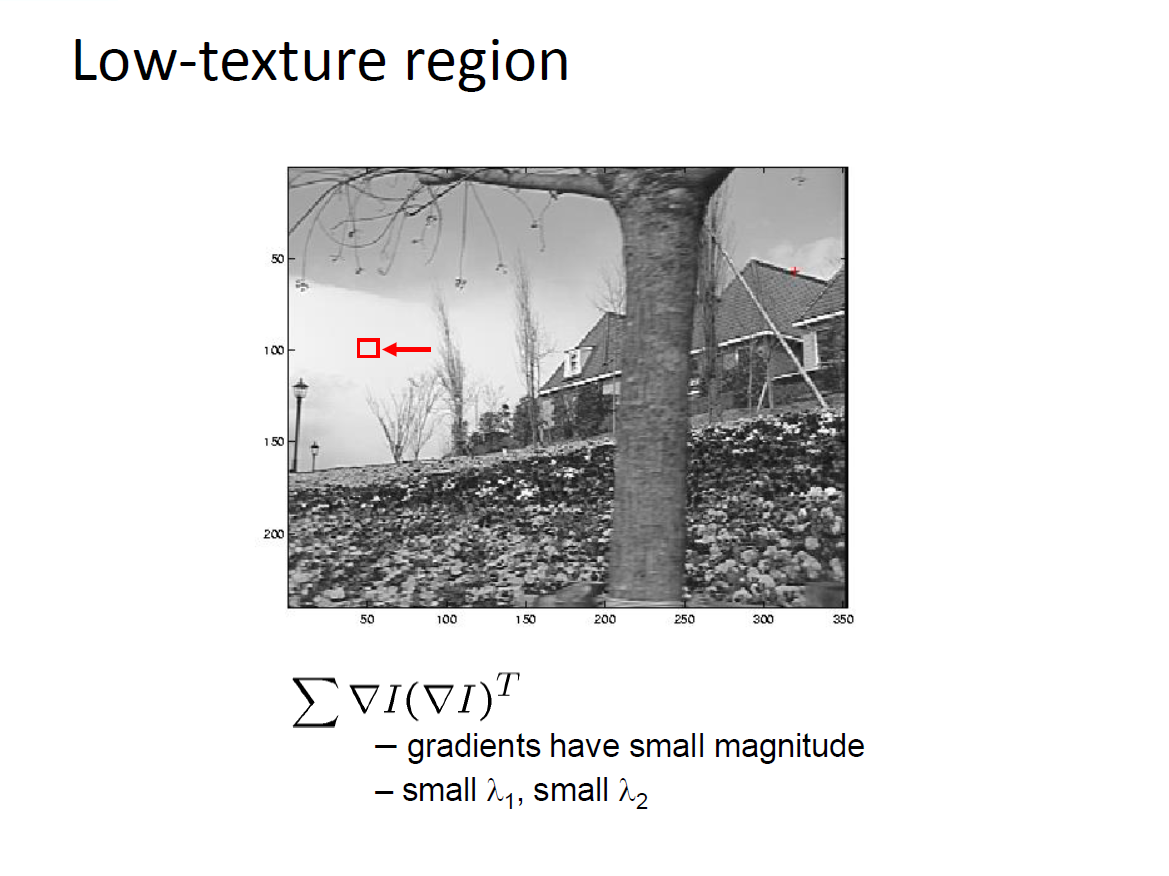 Low-texture region
50
100
150
200
50 100 150 200 250 300 350
∑∇I(∇I)^T
– gradients have small magnitude
– small λ₁, small λ₂